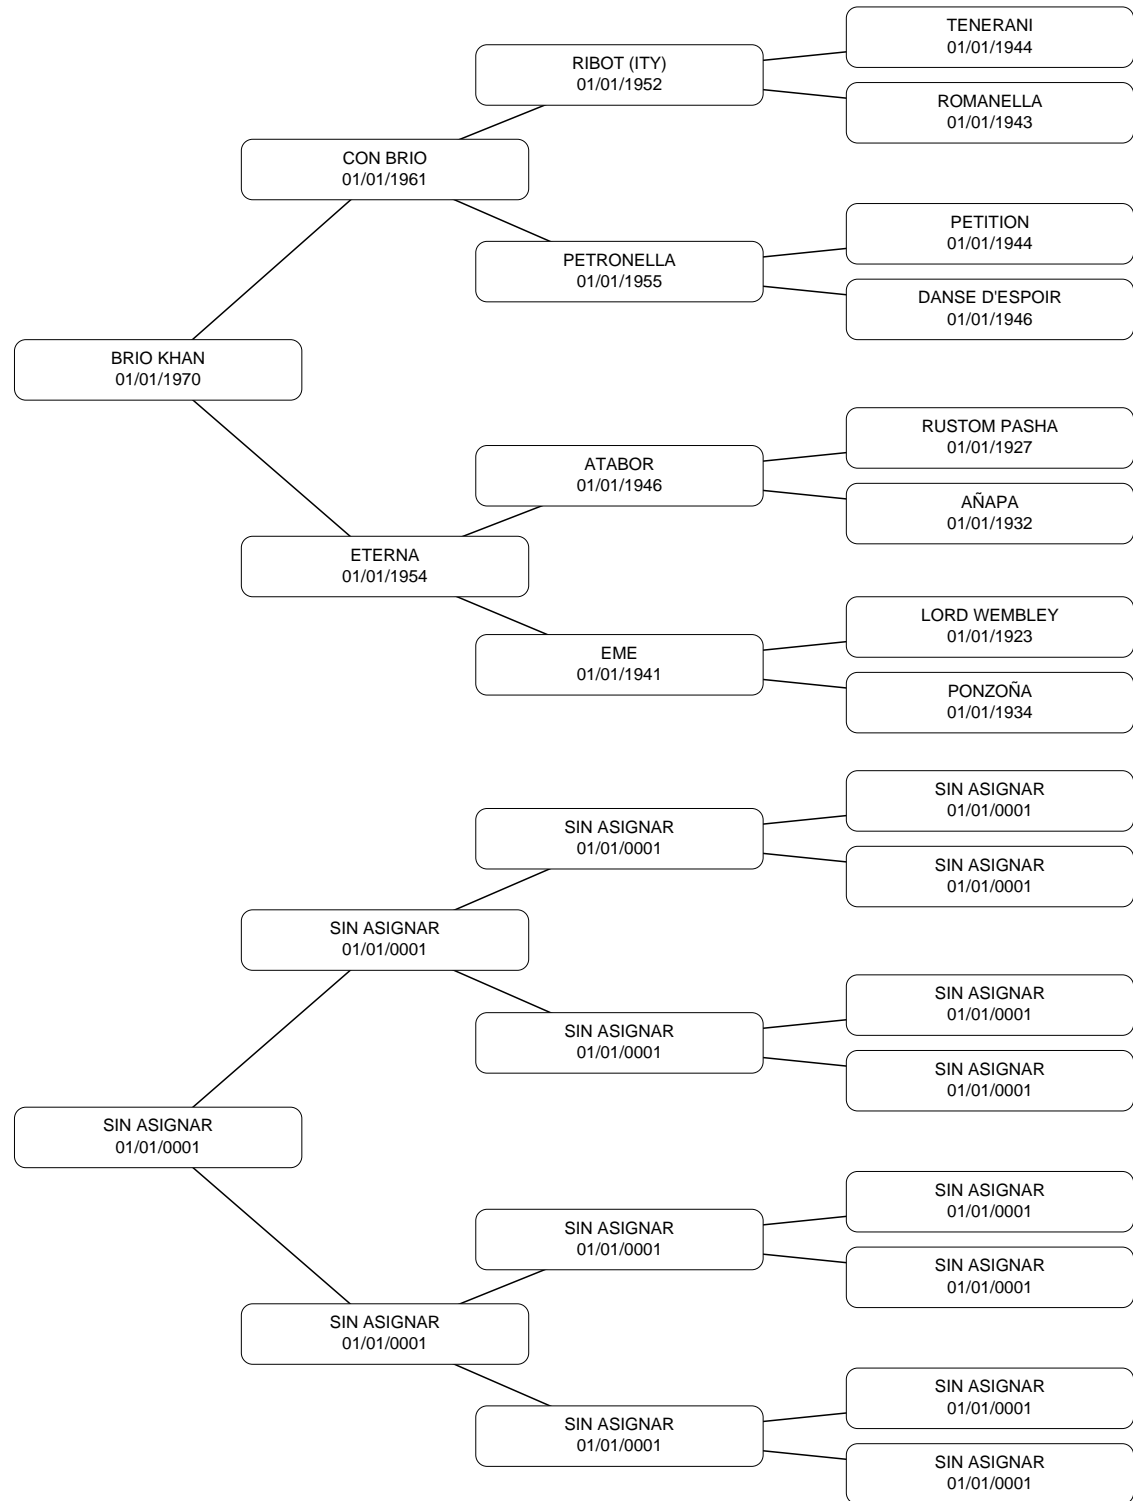 TENERANI
01/01/1944
RIBOT (ITY)
01/01/1952
ROMANELLA
01/01/1943
CON BRIO
01/01/1961
PETITION
01/01/1944
PETRONELLA
01/01/1955
DANSE D'ESPOIR
01/01/1946
BRIO KHAN
01/01/1970
RUSTOM PASHA
01/01/1927
ATABOR
01/01/1946
AÑAPA
01/01/1932
ETERNA
01/01/1954
LORD WEMBLEY
01/01/1923
EME
01/01/1941
PONZOÑA
01/01/1934
SIN ASIGNAR
01/01/0001
SIN ASIGNAR
01/01/0001
SIN ASIGNAR
01/01/0001
SIN ASIGNAR
01/01/0001
SIN ASIGNAR
01/01/0001
SIN ASIGNAR
01/01/0001
SIN ASIGNAR
01/01/0001
SIN ASIGNAR
01/01/0001
SIN ASIGNAR
01/01/0001
SIN ASIGNAR
01/01/0001
SIN ASIGNAR
01/01/0001
SIN ASIGNAR
01/01/0001
SIN ASIGNAR
01/01/0001
SIN ASIGNAR
01/01/0001
SIN ASIGNAR
01/01/0001